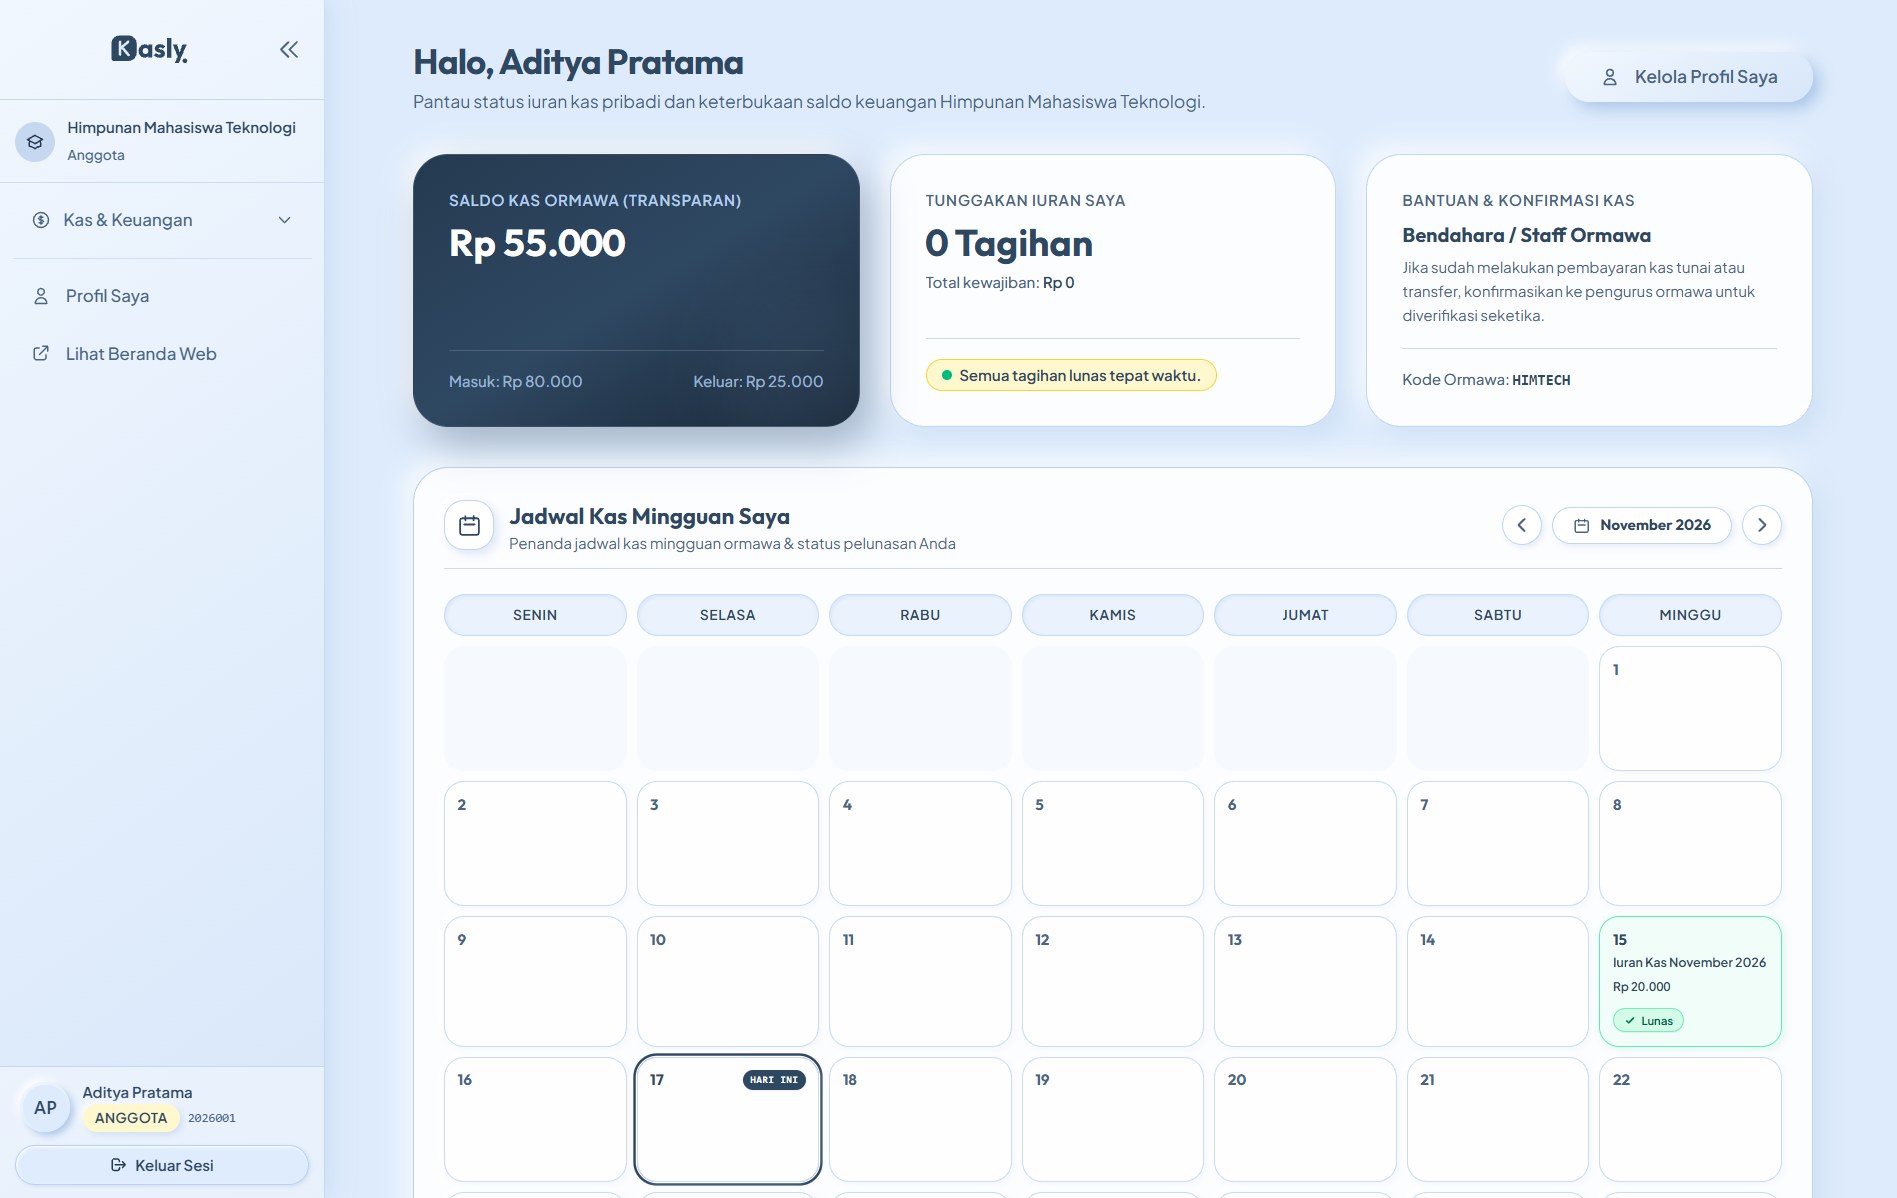 Kasly.
Himpunan Mahasiswa Teknologi
Anggota
Kas & Keuangan
Profil Saya
Lihat Beranda Web
AP
Aditya Pratama
ANGGOTA 2026001
Keluar Sesi
Halo, Aditya Pratama
Pantau status iuran kas pribadi dan keterbukaan saldo keuangan Himpunan Mahasiswa Teknologi.
Kelola Profil Saya
SALDO KAS ORMAWA (TRANSPARAN)
Rp 55.000
Masuk: Rp 80.000 Keluar: Rp 25.000
TUNGGAKAN IURAN SAYA
0 Tagihan
Total kewajiban: Rp 0
Semua tagihan lunas tepat waktu.
BANTUAN & KONFIRMASI KAS
Bendahara / Staff Ormawa
Jika sudah melakukan pembayaran kas tunai atau
transfer, konfirmasikan ke pengurus ormawa untuk
diverifikasi seketika.
Kode Ormawa: HIMTECH
Jadwal Kas Mingguan Saya
Penanda jadwal kas mingguan ormawa & status pelunasan Anda
November 2026
SENIN SELASA RABU KAMIS JUMAT SABTU MINGGU
1
2 3 4 5 6 7 8
9 10 11 12 13 14 15
Iuran Kas November 2026
Rp 20.000
Lunas
16 17 HARI INI 18 19 20 21 22